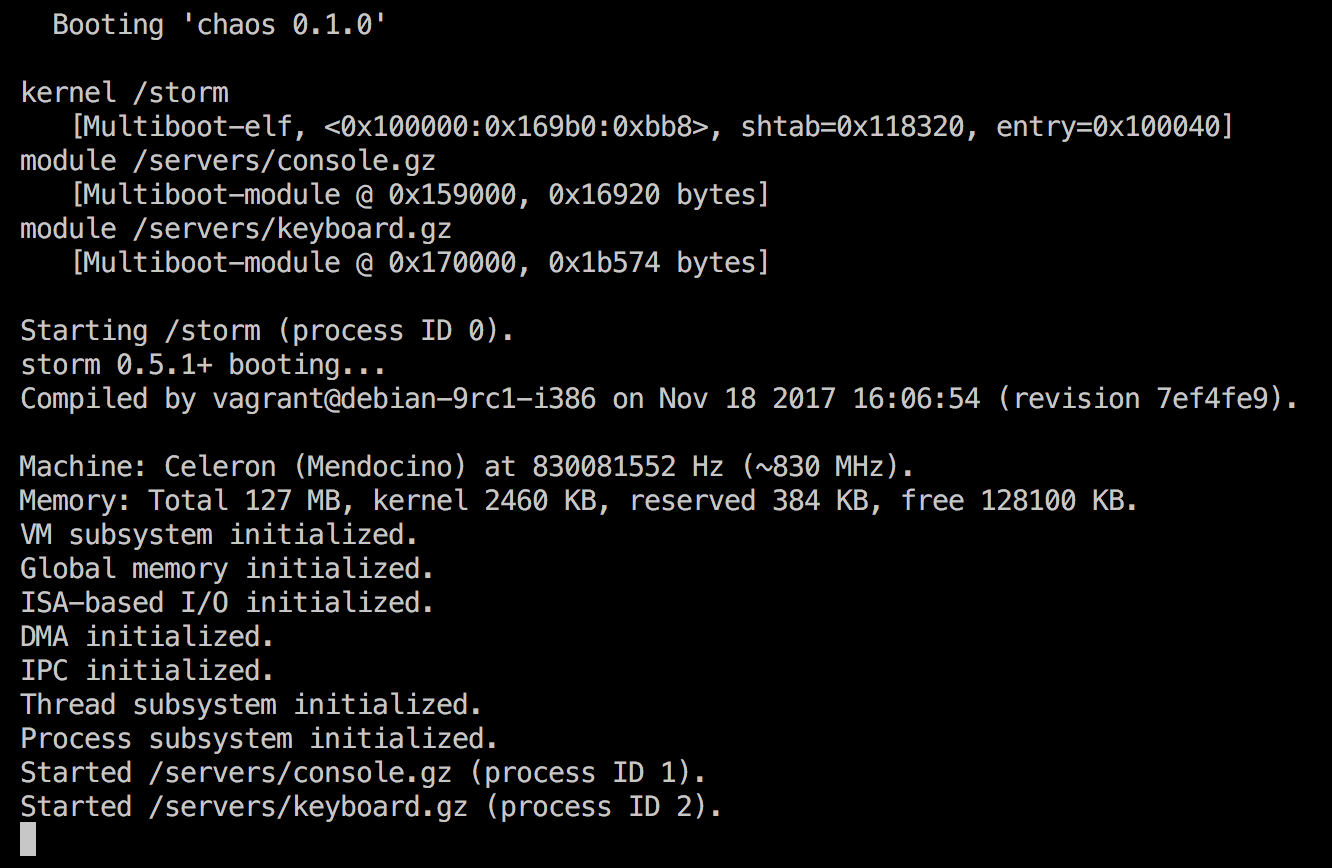 Booting 'chaos 0.1.0'
kernel /storm
[Multiboot-elf, <0x100000:0x169b0:0xbb8>, shtab=0x118320, entry=0x100040]
module /servers/console.gz
[Multiboot-module @ 0x159000, 0x16920 bytes]
module /servers/keyboard.gz
[Multiboot-module @ 0x170000, 0x1b574 bytes]
Starting /storm (process ID 0).
storm 0.5.1+ booting...
Compiled by vagrant@debian-9rc1-i386 on Nov 18 2017 16:06:54 (revision 7ef4fe9).
Machine: Celeron (Mendocino) at 830081552 Hz (~830 MHz).
Memory: Total 127 MB, kernel 2460 KB, reserved 384 KB, free 128100 KB.
VM subsystem initialized.
Global memory initialized.
ISA-based I/O initialized.
DMA initialized.
IPC initialized.
Thread subsystem initialized.
Process subsystem initialized.
Started /servers/console.gz (process ID 1).
Started /servers/keyboard.gz (process ID 2).